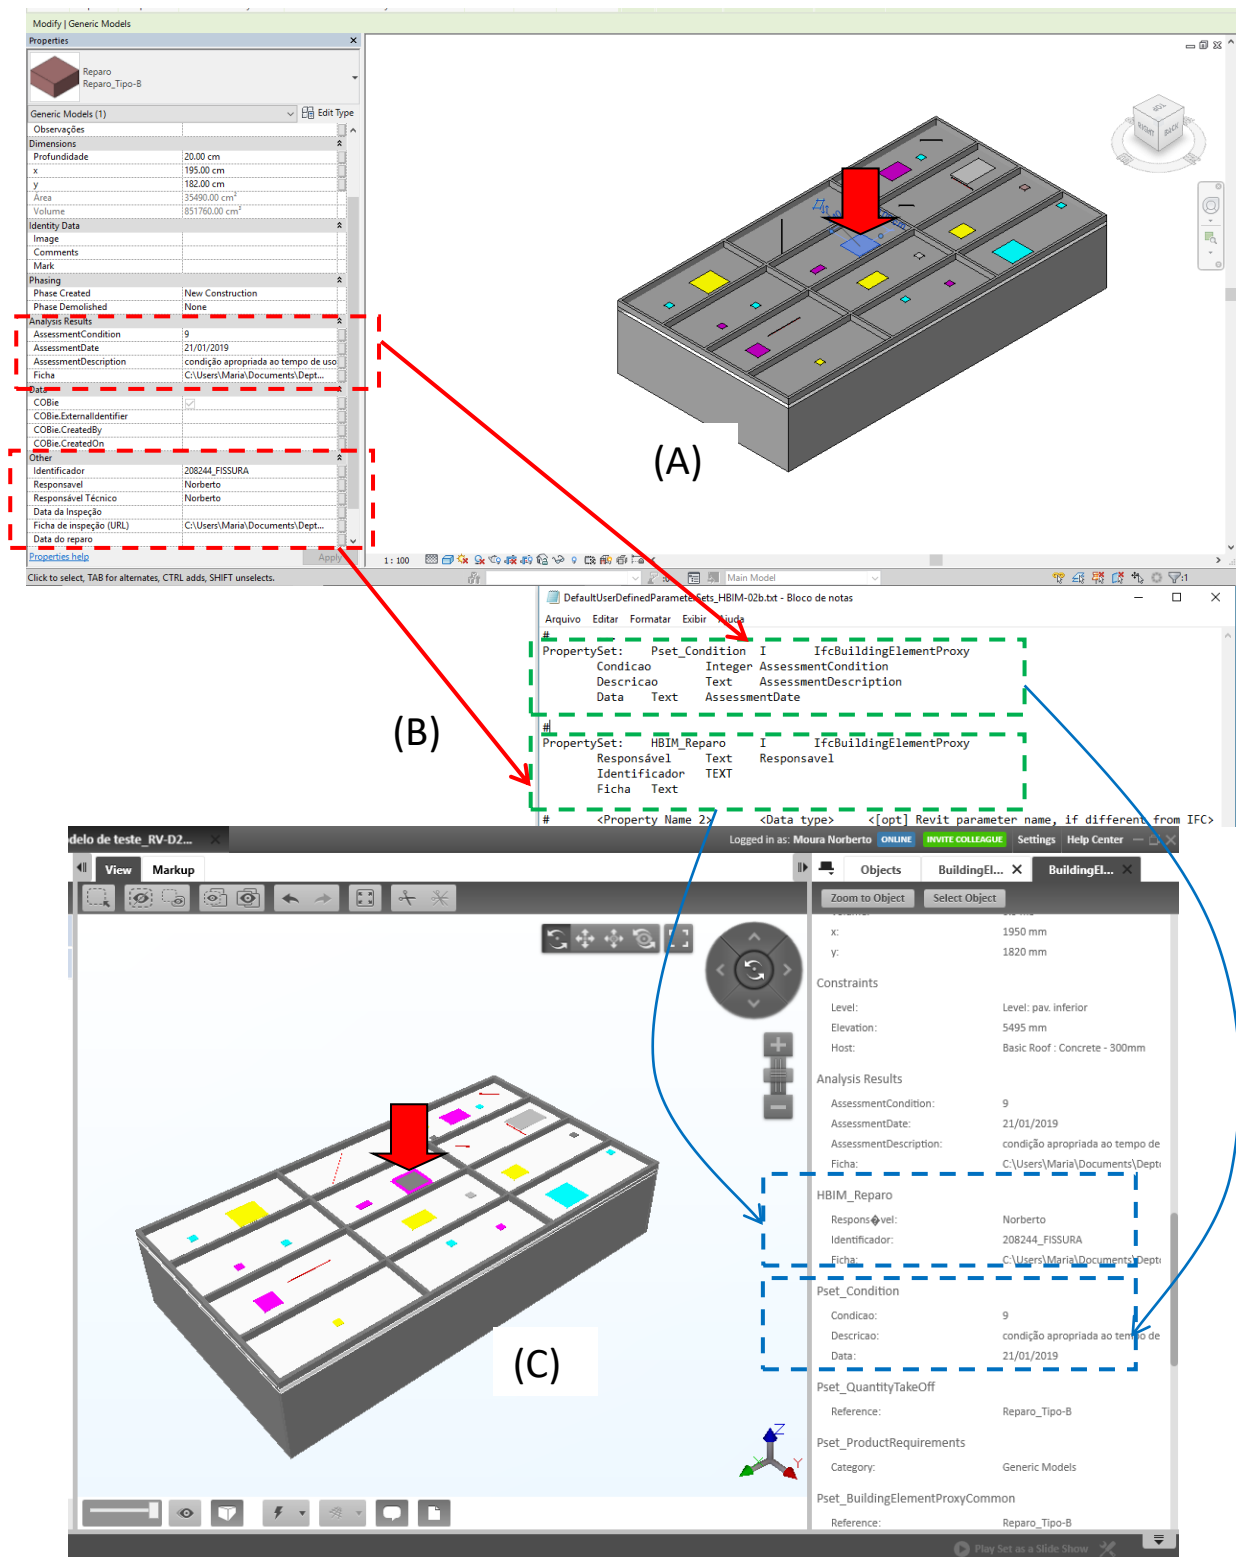 Modify | Generic Models
Properties
Reparo
Reparo_Tipo-B
Generic Models (1)
Edit Type
Observações
Dimensions
Profundidade 20.00 cm
x 195.00 cm
y 182.00 cm
Área 35490.00 cm²
Volume 851760.00 cm³
Identity Data
Image
Comments
Mark
Phasing
Phase Created New Construction
Phase Demolished None
Analysis Results
AssessmentCondition 9
AssessmentDate 21/01/2019
AssessmentDescription condição apropriada ao tempo de uso
Ficha C:\Users\Maria\Documents\Dept...
Data
COBie
COBie.ExternalIdentifier
COBie.CreatedBy
COBie.CreatedOn
Other
Identificador 208244_FISSURA
Responsavel Norberto
Responsável Técnico Norberto
Data da Inspeção
Ficha de inspeção (URL) C:\Users\Maria\Documents\Dept...
Data do reparo
Properties help
Apply
TOP
RIGHT
BACK
(A)
1 : 100
Click to select, TAB for alternates, CTRL adds, SHIFT unselects.
Main Model
:1
DefaultUserDefinedParameterSets_HBIM-02b.txt - Bloco de notas
Arquivo Editar Formatar Exibir Ajuda
#
PropertySet: Pset_Condition I IfcBuildingElementProxy
Condicao Integer AssessmentCondition
Descricao Text AssessmentDescription
Data Text AssessmentDate
#
PropertySet: HBIM_Reparo I IfcBuildingElementProxy
Responsável Text Responsavel
Identificador TEXT
Ficha Text
# <Property Name 2> <Data type> <[opt] Revit parameter name, if different from IFC>
(B)
delo de teste_RV-D2...
Logged in as: Moura Norberto ONLINE INVITE COLLEAGUE Settings Help Center
View Markup
Objects BuildingEl... X BuildingEl... X
Zoom to Object Select Object
x: 1950 mm
y: 1820 mm
Constraints
Level: Level: pav. inferior
Elevation: 5495 mm
Host: Basic Roof : Concrete - 300mm
Analysis Results
AssessmentCondition: 9
AssessmentDate: 21/01/2019
AssessmentDescription: condição apropriada ao tempo de
Ficha: C:\Users\Maria\Documents\Depto
HBIM_Reparo
Respons�vel: Norberto
Identificador: 208244_FISSURA
Ficha: C:\Users\Maria\Documents\Depto
Pset_Condition
Condicao: 9
Descricao: condição apropriada ao tempo de
Data: 21/01/2019
Pset_QuantityTakeOff
Reference: Reparo_Tipo-B
Pset_ProductRequirements
Category: Generic Models
Pset_BuildingElementProxyCommon
Reference: Reparo_Tipo-B
(C)
Z
Y
Play Set as a Slide Show